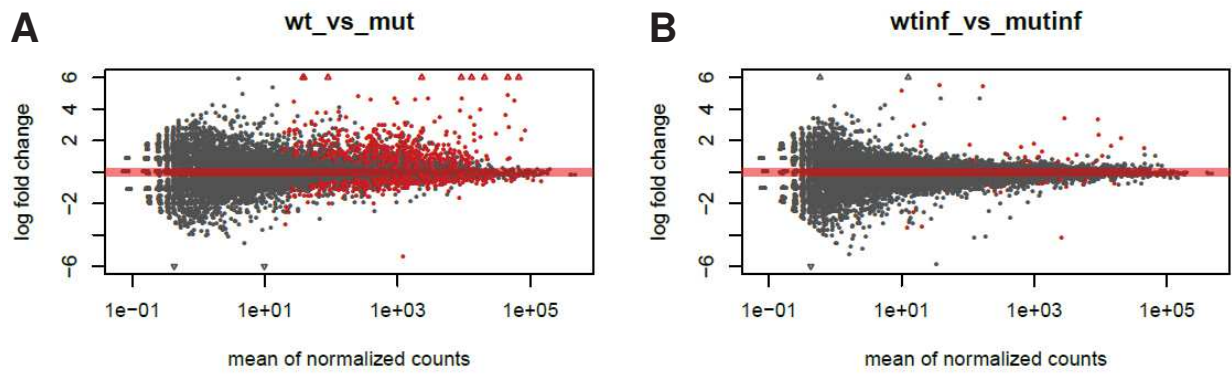 A
wt_vs_mut
log fold change
6
4
2
−2
−6
1e−01
1e+01
1e+03
1e+05
mean of normalized counts
B
wtinf_vs_mutinf
log fold change
6
4
2
−2
−6
1e−01
1e+01
1e+03
1e+05
mean of normalized counts